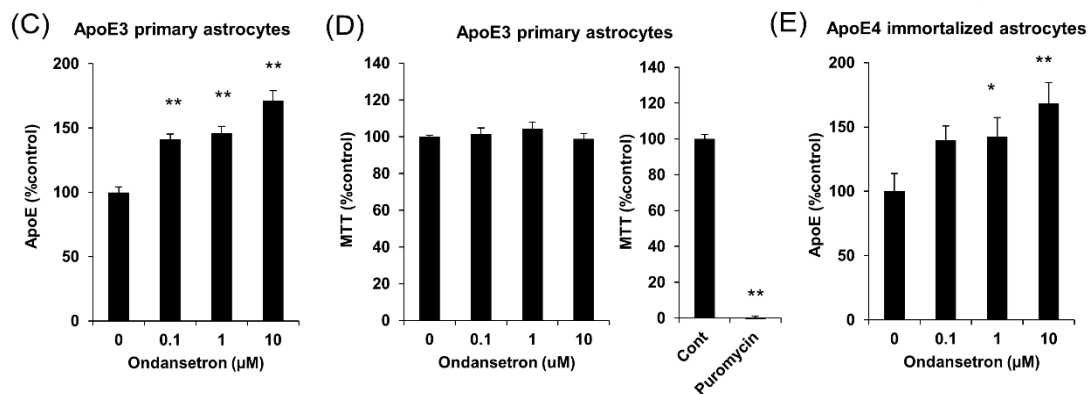 (C)
ApoE3 primary astrocytes
ApoE (%control)
200
150
100
50
0
** ** **
0 0.1 1 10
Ondansetron (µM)
(D)
ApoE3 primary astrocytes
MTT (%control)
140
120
100
80
60
40
20
0
0 0.1 1 10
Ondansetron (uM)
MTT (%control)
140
120
100
80
60
40
20
0
**
Cont Puromycin
(E)
ApoE4 immortalized astrocytes
ApoE (%control)
200
150
100
50
0
* **
0 0.1 1 10
Ondansetron (µM)